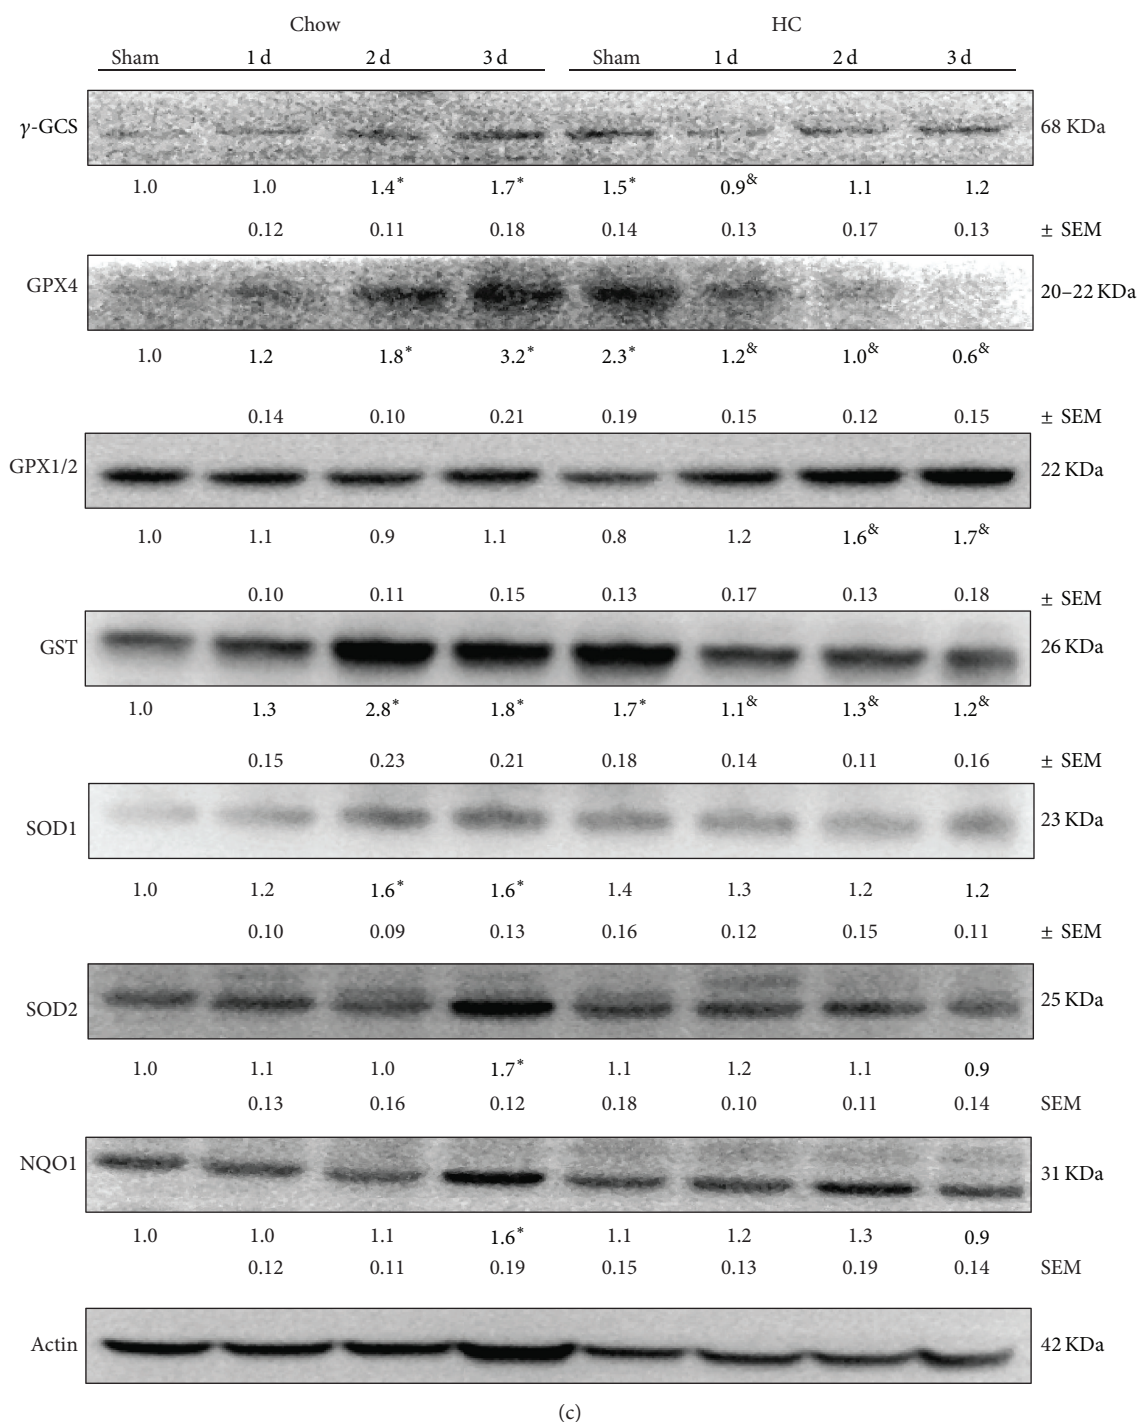 Chow HC
Sham 1 d 2 d 3 d Sham 1 d 2 d 3 d
γ-GCS 68 KDa
1.0 1.0 1.4* 1.7* 1.5* 0.9& 1.1 1.2
0.12 0.11 0.18 0.14 0.13 0.17 0.13 ± SEM
GPX4 20–22 KDa
1.0 1.2 1.8* 3.2* 2.3* 1.2& 1.0& 0.6&
0.14 0.10 0.21 0.19 0.15 0.12 0.15 ± SEM
GPX1/2 22 KDa
1.0 1.1 0.9 1.1 0.8 1.2 1.6& 1.7&
0.10 0.11 0.15 0.13 0.17 0.13 0.18 ± SEM
GST 26 KDa
1.0 1.3 2.8* 1.8* 1.7* 1.1& 1.3& 1.2&
0.15 0.23 0.21 0.18 0.14 0.11 0.16 ± SEM
SOD1 23 KDa
1.0 1.2 1.6* 1.6* 1.4 1.3 1.2 1.2
0.10 0.09 0.13 0.16 0.12 0.15 0.11 ± SEM
SOD2 25 KDa
1.0 1.1 1.0 1.7* 1.1 1.2 1.1 0.9
0.13 0.16 0.12 0.18 0.10 0.11 0.14 SEM
NQO1 31 KDa
1.0 1.0 1.1 1.6* 1.1 1.2 1.3 0.9
0.12 0.11 0.19 0.15 0.13 0.19 0.14 SEM
Actin 42 KDa
(c)